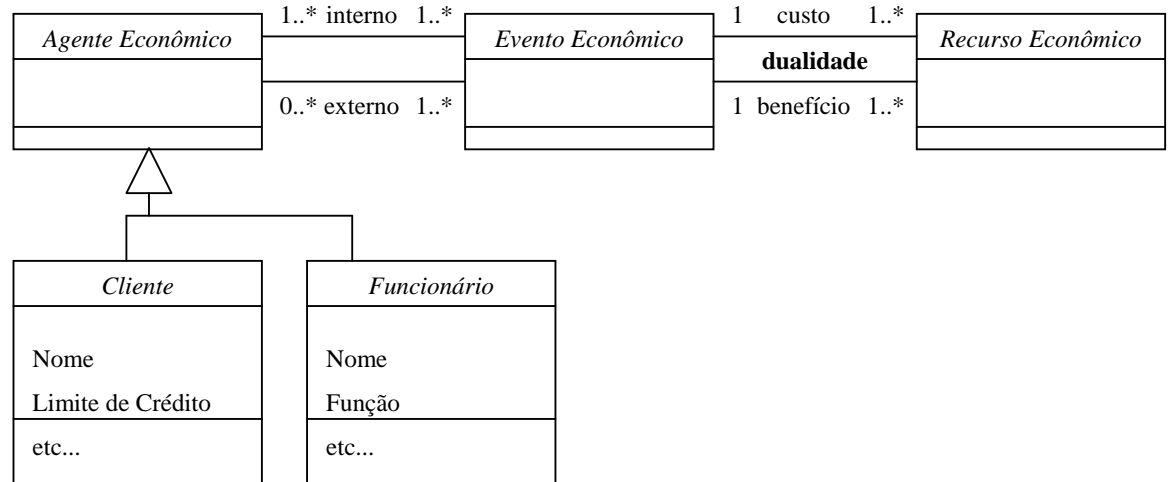 1..* interno 1..*
1 custo 1..*
Agente Econômico
Evento Econômico
Recurso Econômico
dualidade
0..* externo 1..*
1 benefício 1..*
Cliente
Funcionário
Nome
Limite de Crédito
etc...
Nome
Função
etc...